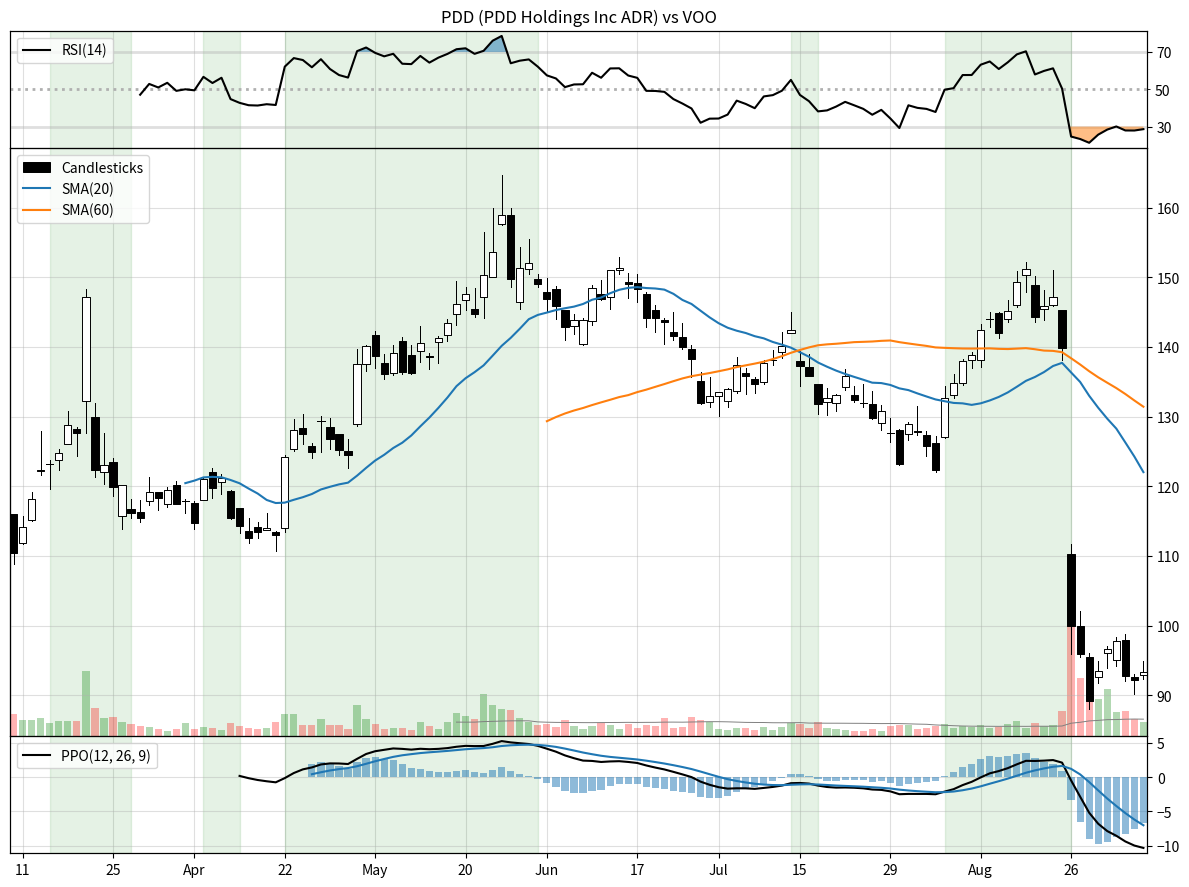 PDD (PDD Holdings Inc ADR) vs VOO
RSI(14)
70
50
30
Candlesticks
SMA(20)
SMA(60)
160
150
140
130
120
110
100
90
PPO(12, 26, 9)
5
0
−5
−10
11 25 Apr 22 May 20 Jun 17 Jul 15 29 Aug 26